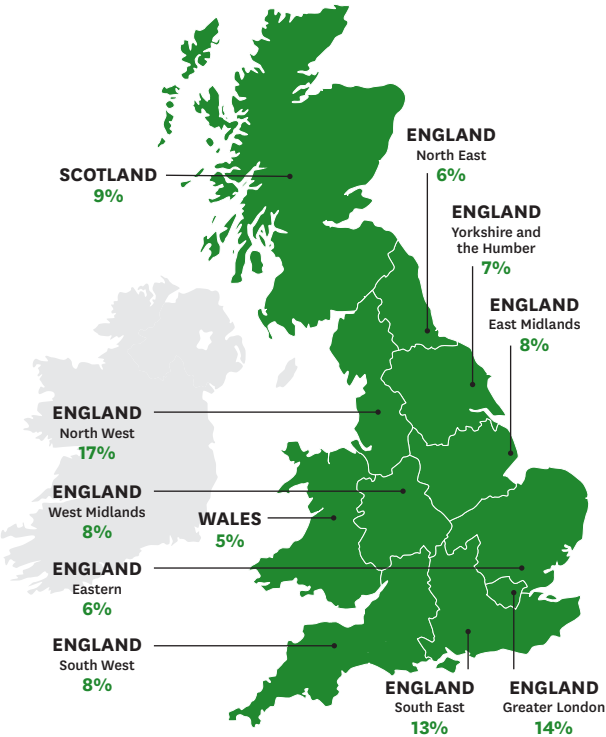 ENGLAND
North East
6%
SCOTLAND
9%
ENGLAND
Yorkshire and
the Humber
7%
ENGLAND
East Midlands
8%
ENGLAND
North West
17%
ENGLAND
West Midlands
8%
WALES
5%
ENGLAND
Eastern
6%
ENGLAND
South West
8%
ENGLAND
South East
13%
ENGLAND
Greater London
14%